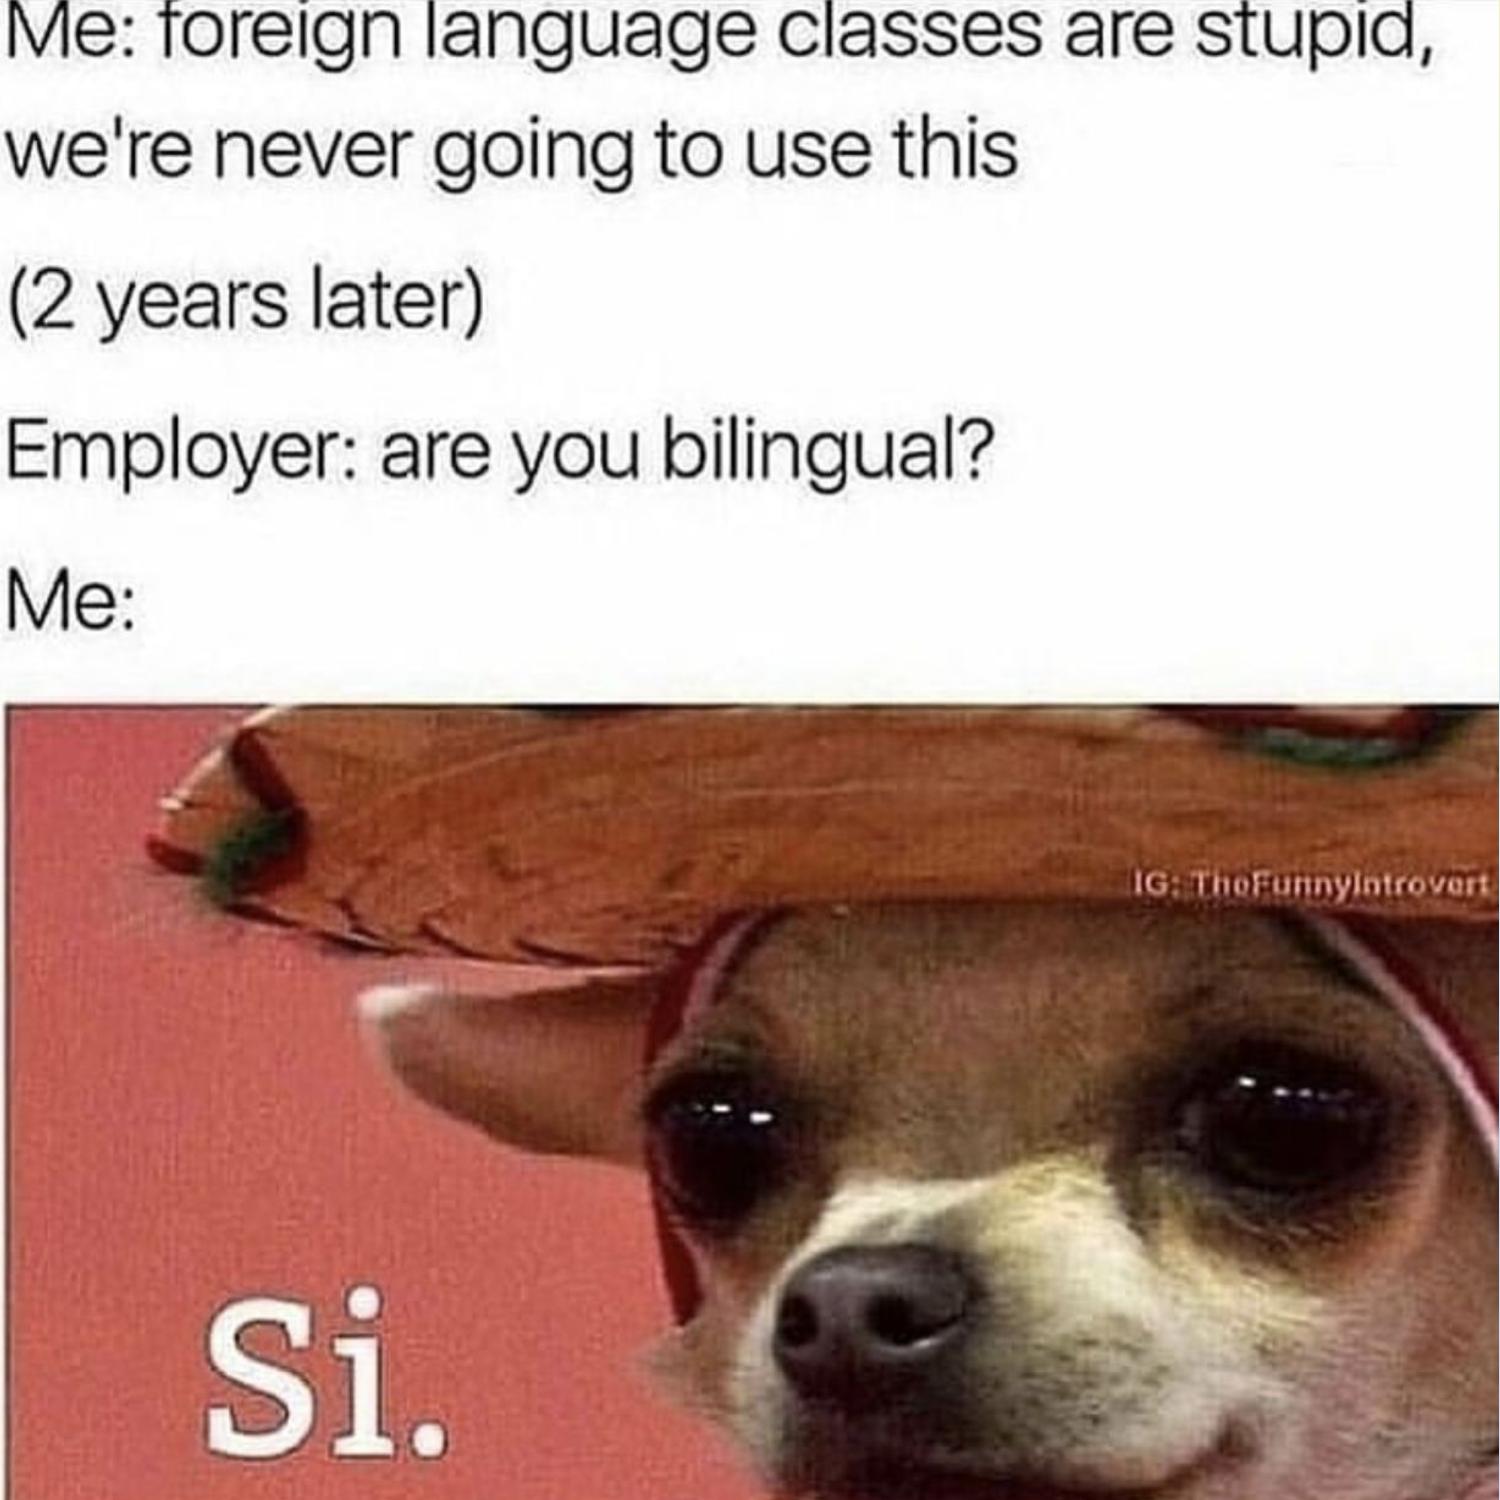 Me: foreign language classes are stupid,
we're never going to use this
(2 years later)
Employer: are you bilingual?
Me:
IG: TheFunnyIntrovert
Si.